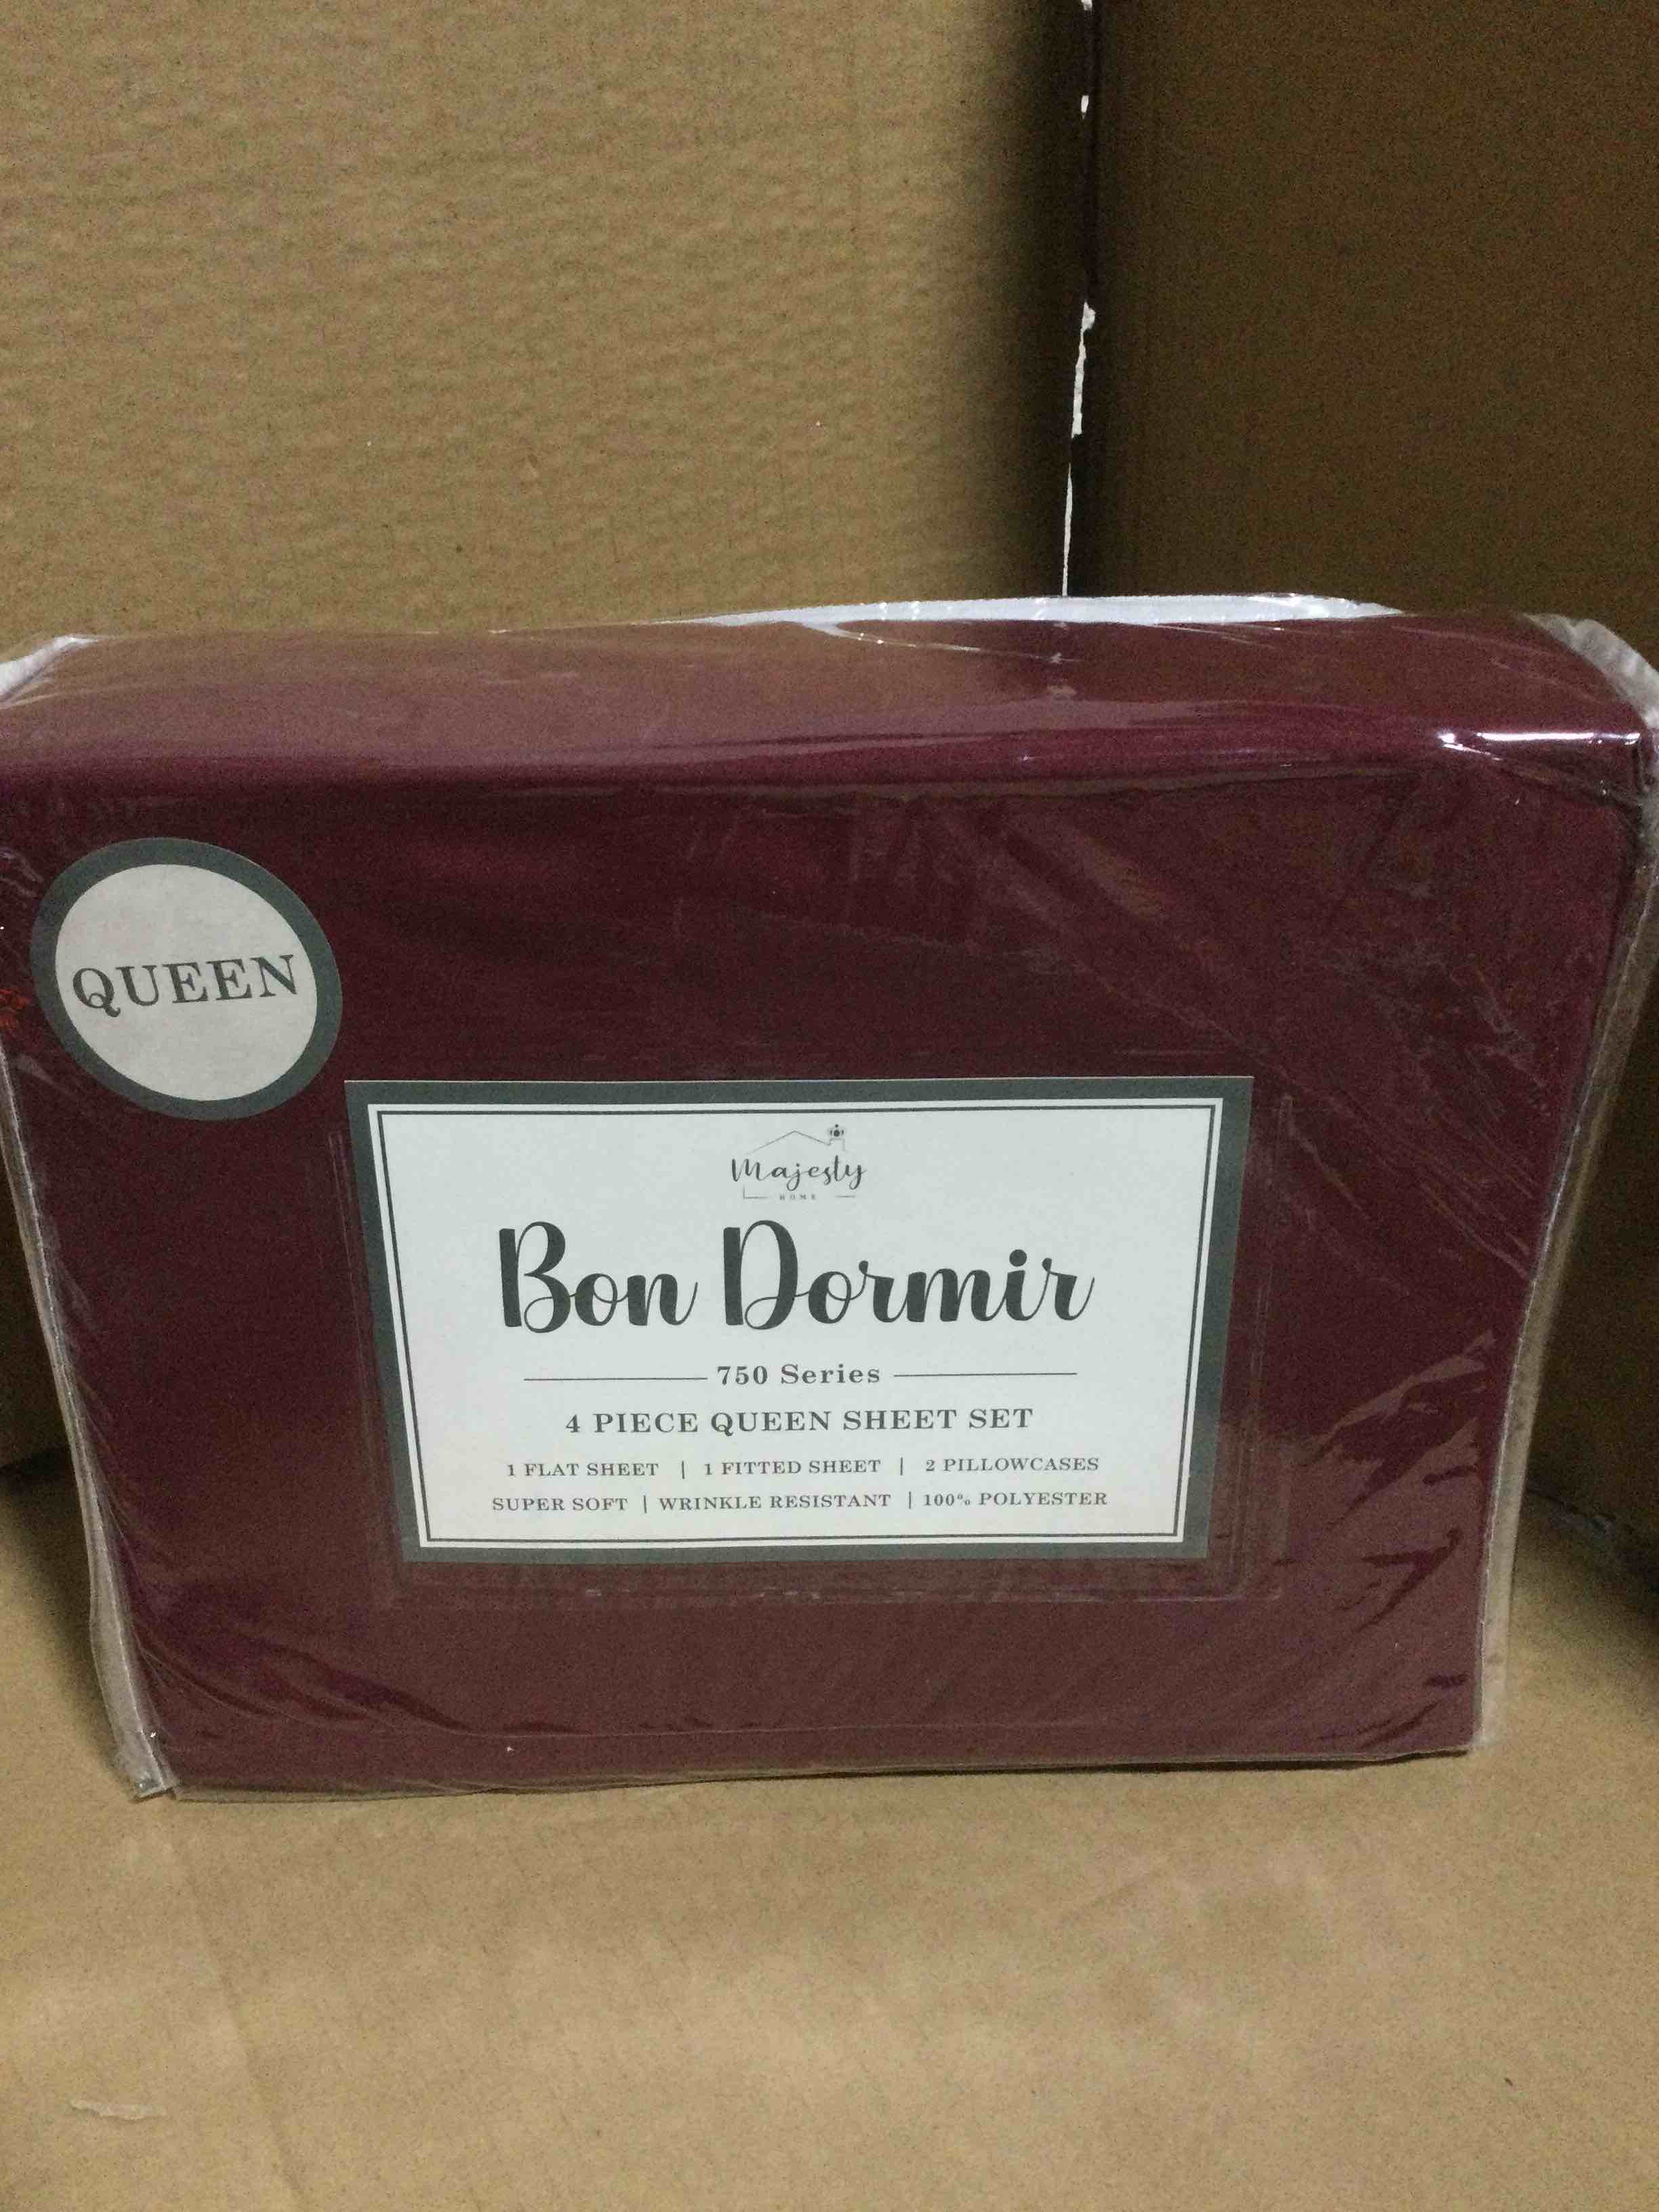 QUEEN
Majesty
HOME
Bon Dormir
750 Series
4 PIECE QUEEN SHEET SET
1 FLAT SHEET | 1 FITTED SHEET | 2 PILLOWCASES
SUPER SOFT | WRINKLE RESISTANT | 100% POLYESTER